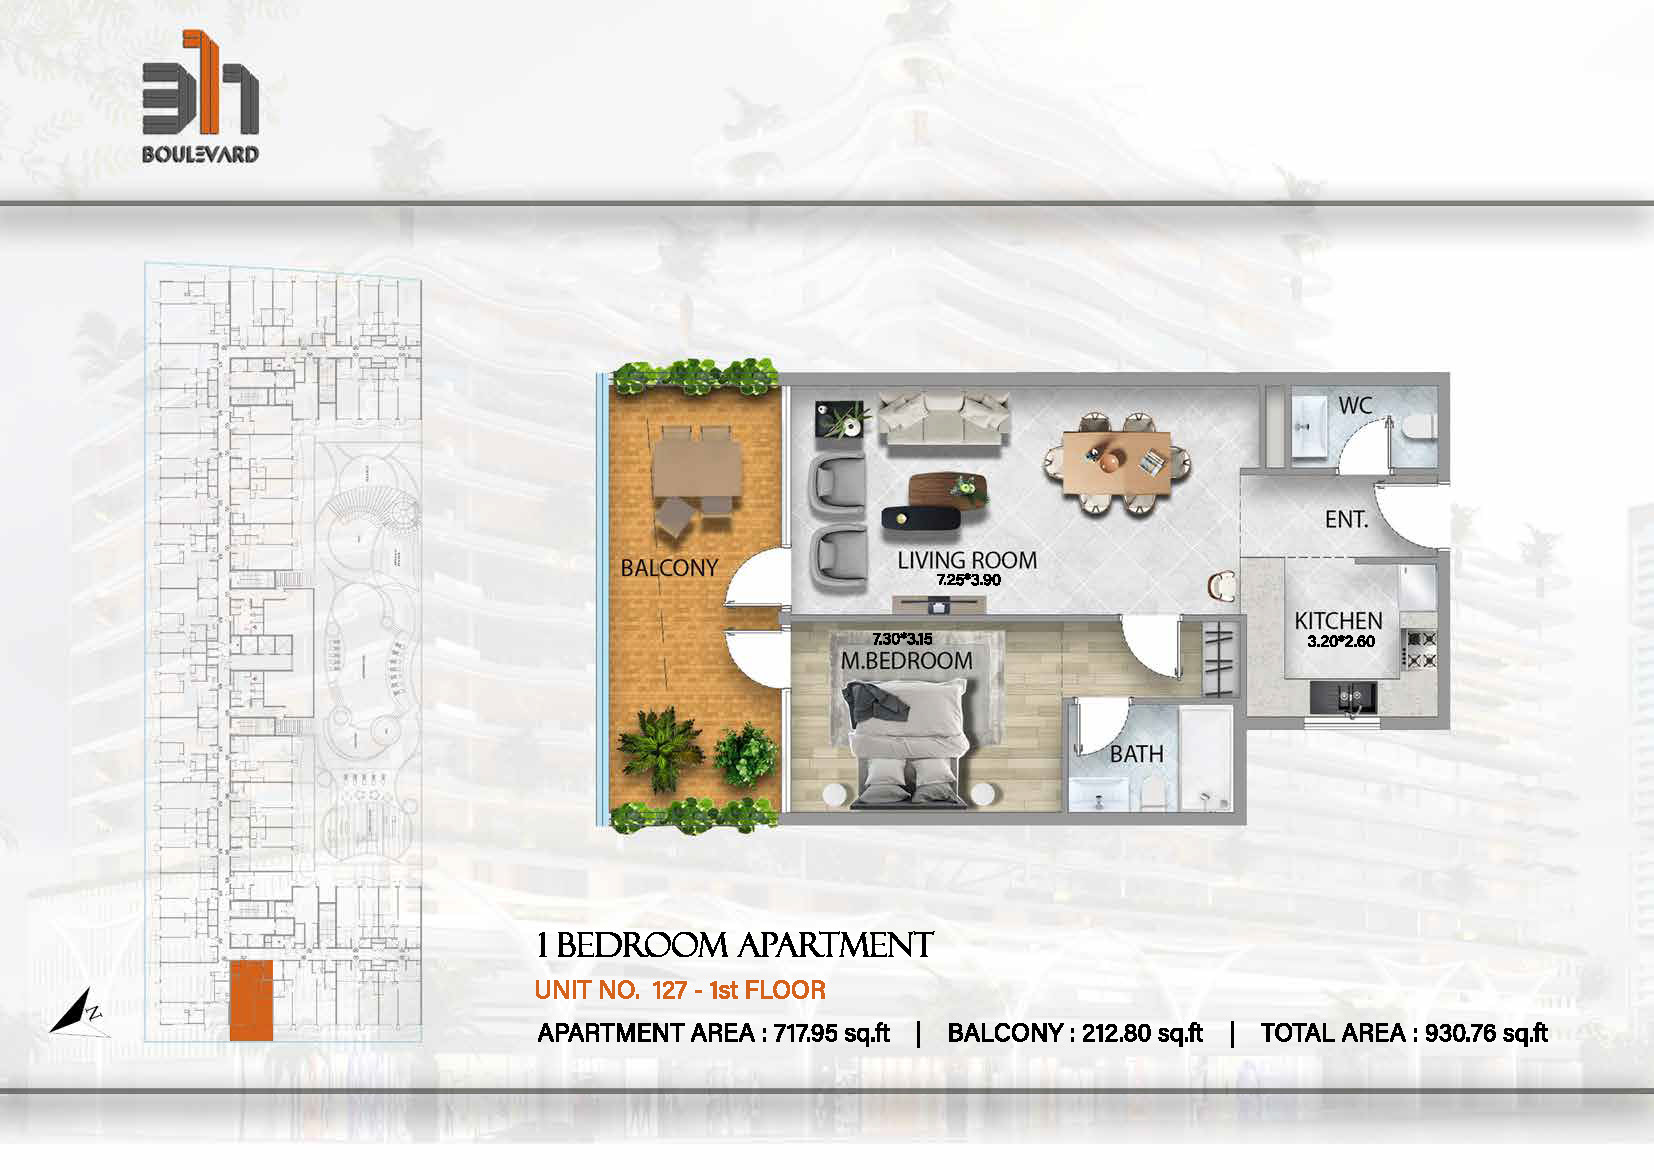 311
BOULEVARD
WC
ENT.
LIVING ROOM
7.25*3.90
BALCONY
KITCHEN
3.20*2.60
7.30*3.15
M.BEDROOM
BATH
1 BEDROOM APARTMENT
UNIT NO. 127 - 1st FLOOR
APARTMENT AREA : 717.95 sq.ft | BALCONY : 212.80 sq.ft | TOTAL AREA : 930.76 sq.ft
Z